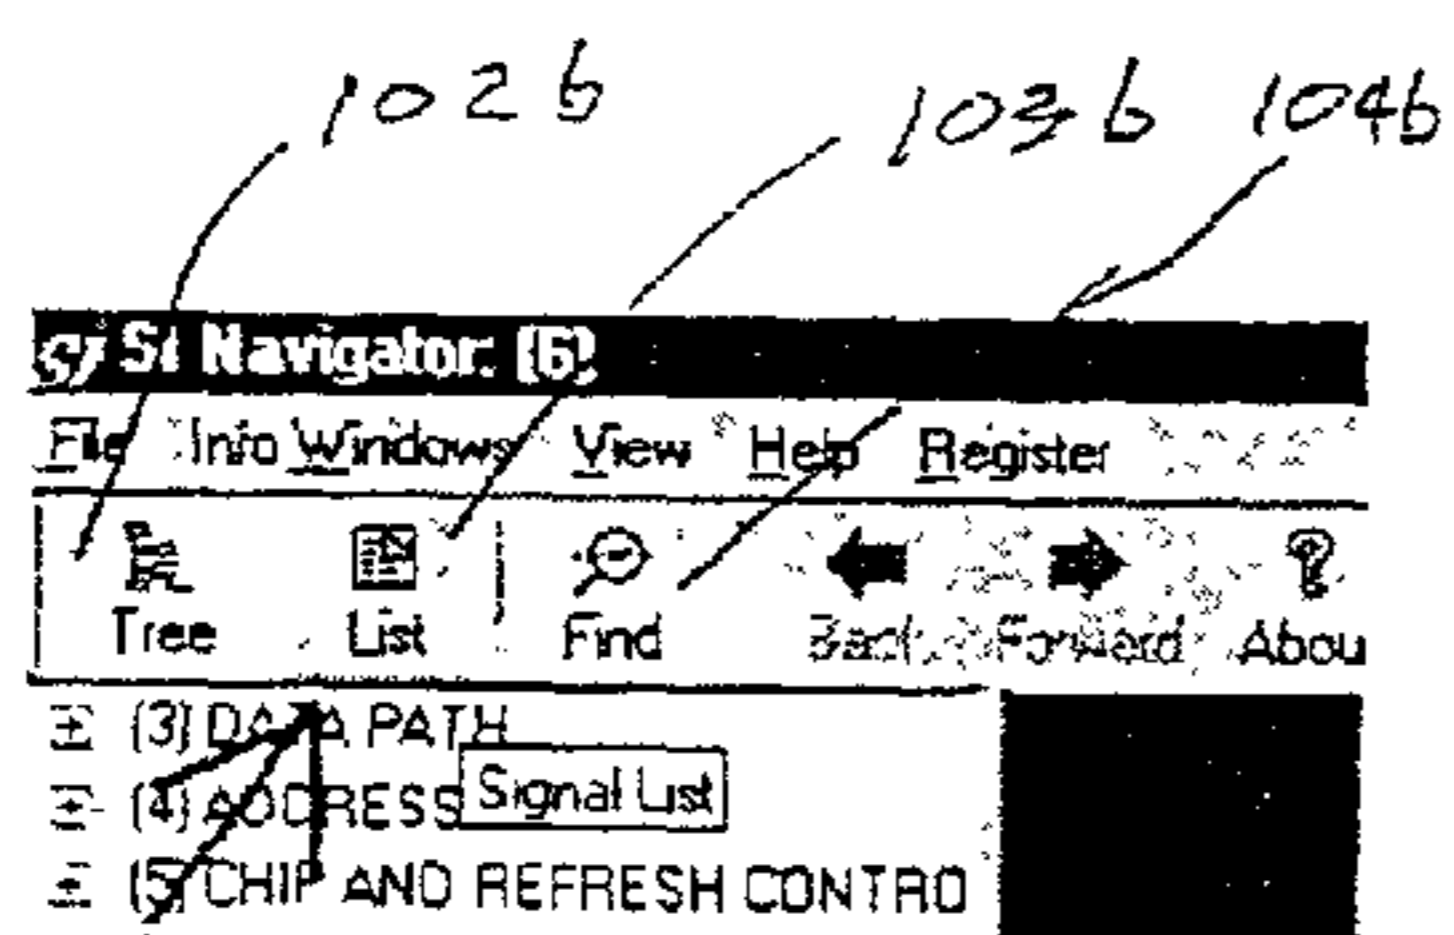 102b 103b 104b
SI Navigator: (6)
File Info Windows View Help Register
Tree List Find Back Forward Abou
(3) DATA PATH
Signal List
(4) ADDRESS
(5) CHIP AND REFRESH CONTRO